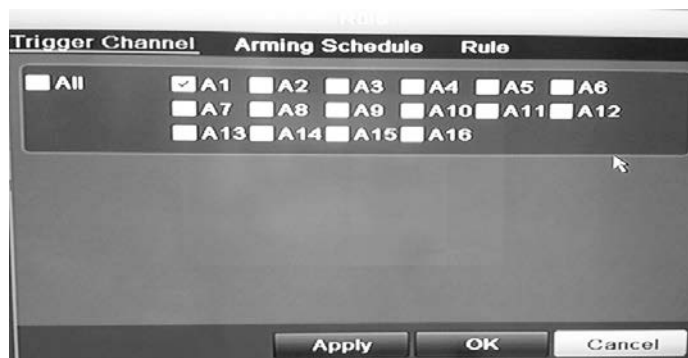 Rule
Trigger Channel Arming Schedule Rule
All A1 A2 A3 A4 A5 A6
A7 A8 A9 A10 A11 A12
A13 A14 A15 A16
Apply OK Cancel